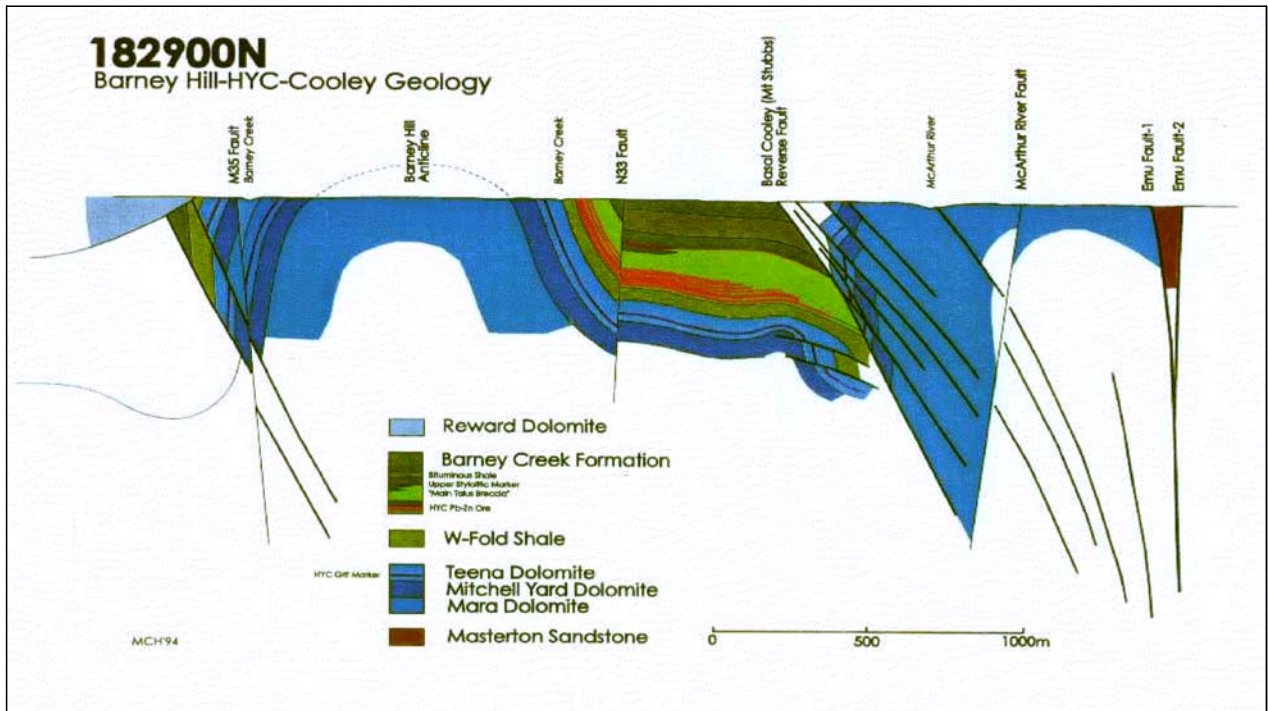 182900N
Barney Hill-HYC-Cooley Geology
M35 Fault
Barney Creek
Barney Hill
Anticline
Barney Creek
N33 Fault
Basal Cooley (Mt Stubbs)
Reverse Fault
McArthur River
McArthur River Fault
Emu Fault-1
Emu Fault-2
Reward Dolomite
Barney Creek Formation
Bituminous Shale
Upper Stylolitic Marker
"Main Talus Breccia"
HYC Pb-Zn Ore
W-Fold Shale
HYC Grit Marker
Teena Dolomite
Mitchell Yard Dolomite
Mara Dolomite
Masterton Sandstone
MCH'94
0 500 1000m